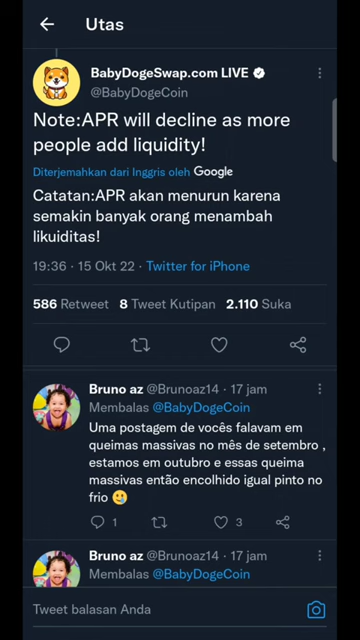 Utas
BabyDogeSwap.com LIVE
@BabyDogeCoin
Note:APR will decline as more
people add liquidity!
Diterjemahkan dari Inggris oleh Google
Catatan:APR akan menurun karena
semakin banyak orang menambah
likuiditas!
19:36 · 15 Okt 22 · Twitter for iPhone
586 Retweet 8 Tweet Kutipan 2.110 Suka
Bruno az @Brunoaz14 · 17 jam
Membalas @BabyDogeCoin
Uma postagem de vocês falavam em
queimas massivas no mês de setembro ,
estamos em outubro e essas queima
massivas então encolhido igual pinto no
frio 🥲
1 3
Bruno az @Brunoaz14 · 17 jam
Membalas @BabyDogeCoin
Tweet balasan Anda